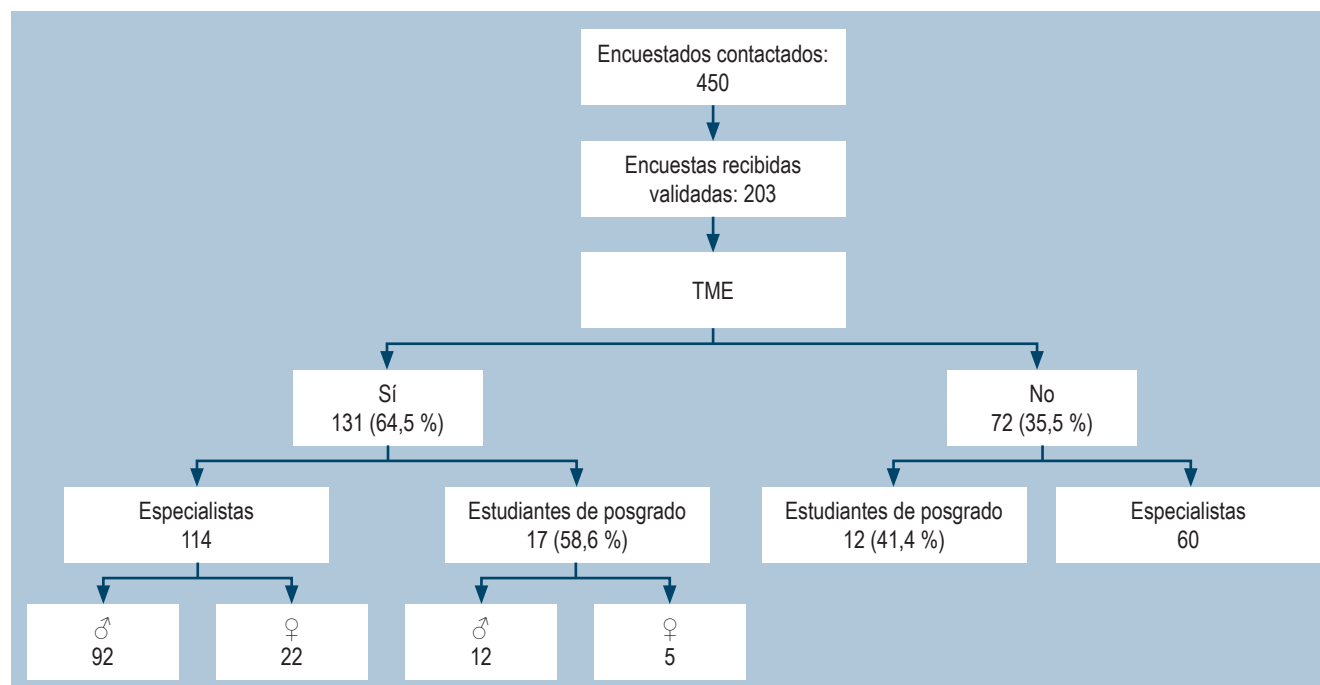 Encuestados contactados:
450
Encuestas recibidas
validadas: 203
TME
Sí
131 (64,5 %)
No
72 (35,5 %)
Especialistas
114
Estudiantes de posgrado
17 (58,6 %)
Estudiantes de posgrado
12 (41,4 %)
Especialistas
60
♂
92
♀
22
♂
12
♀
5